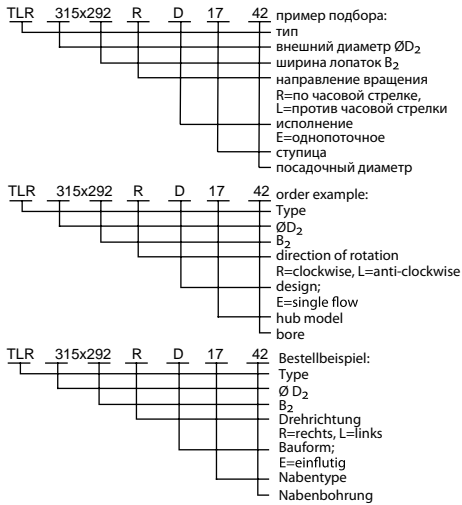 TLR 315x292 R D 17 42 пример подбора:
тип
внешний диаметр ØD2
ширина лопаток B2
направление вращения
R=по часовой стрелке,
L=против часовой стрелки
исполнение
E=однопоточное
ступица
посадочный диаметр
TLR 315x292 R D 17 42 order example:
Type
ØD2
B2
direction of rotation
R=clockwise, L=anti-clockwise
design;
E=single flow
hub model
bore
TLR 315x292 R D 17 42 Bestellbeispiel:
Type
Ø D2
B2
Drehrichtung
R=rechts, L=links
Bauform;
E=einflutig
Nabentype
Nabenbohrung